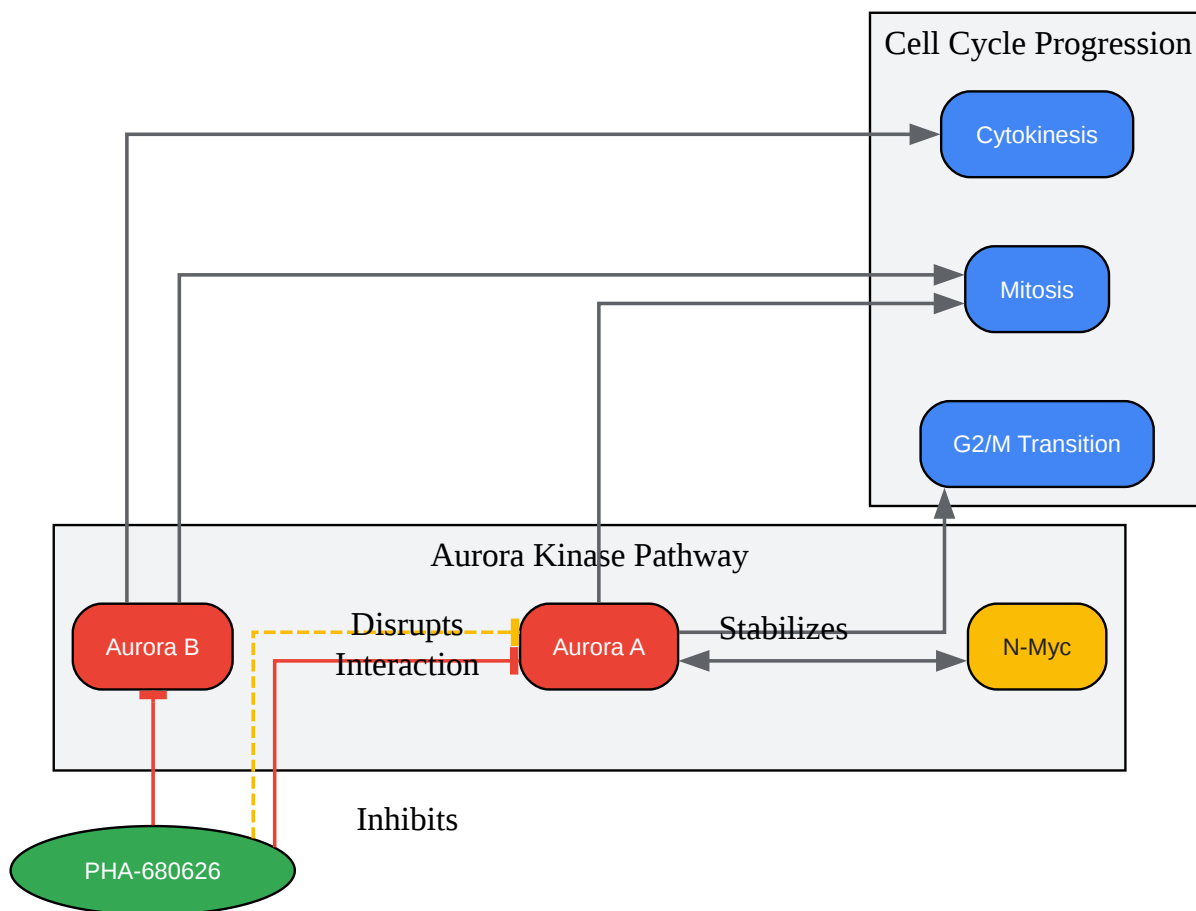 Cell Cycle Progression
Cytokinesis
Mitosis
G2/M Transition
Aurora Kinase Pathway
Aurora B
Disrupts
Interaction
Aurora A
Stabilizes
N-Myc
Inhibits
PHA-680626